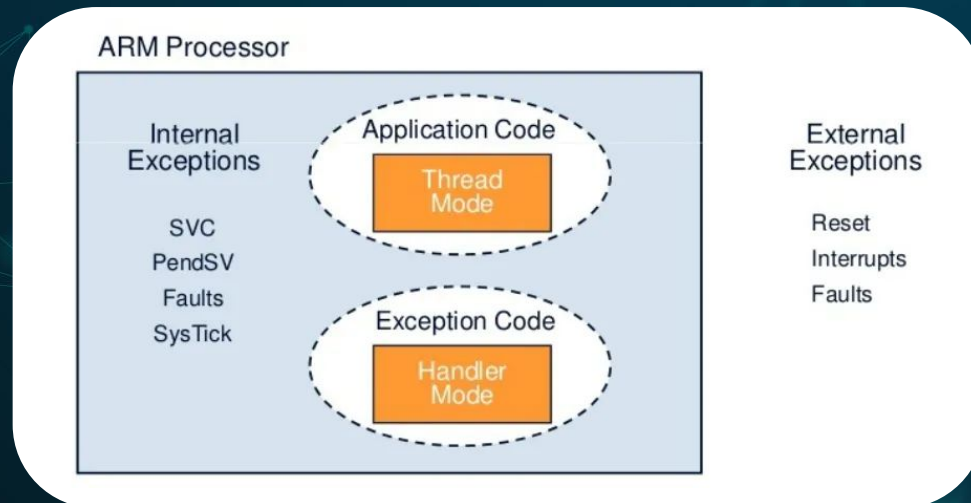 ARM Processor
Internal
Exceptions
SVC
PendSV
Faults
SysTick
Application Code
Thread
Mode
Exception Code
Handler
Mode
External
Exceptions
Reset
Interrupts
Faults